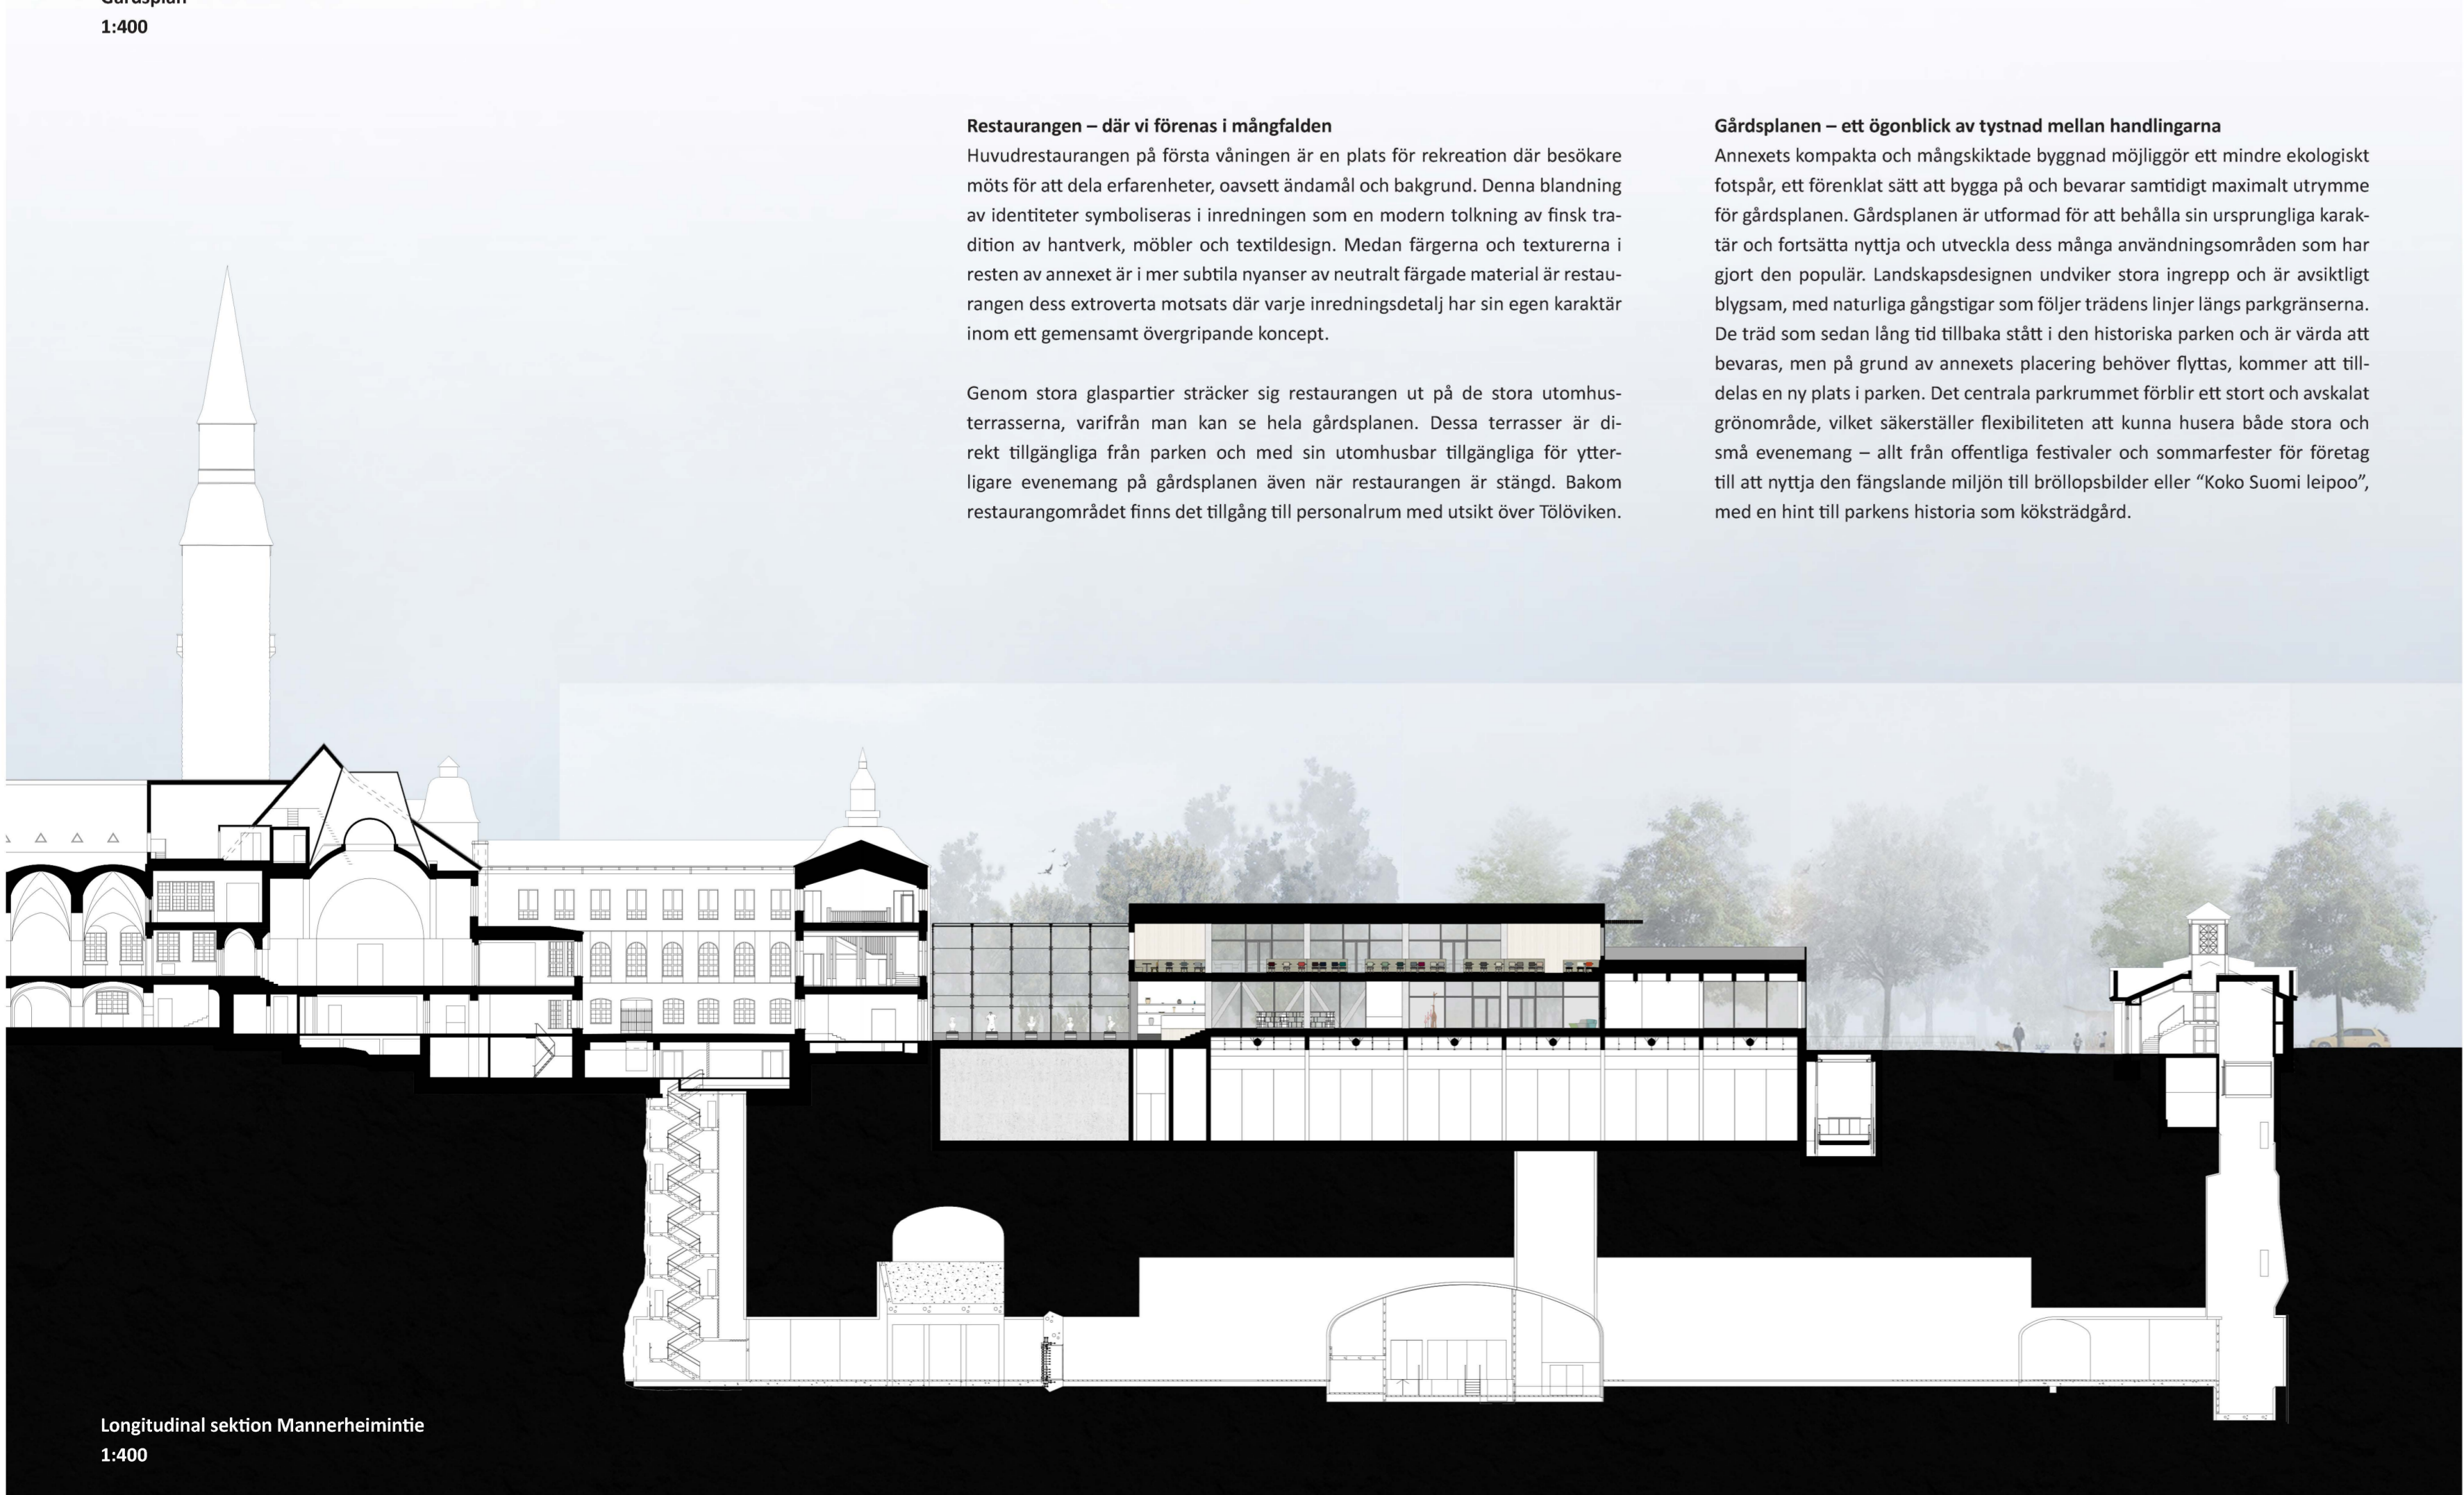 Gårdsplan
1:400
Restaurangen – där vi förenas i mångfalden
Huvudrestaurangen på första våningen är en plats för rekreation där besökare
möts för att dela erfarenheter, oavsett ändamål och bakgrund. Denna blandning
av identiteter symboliseras i inredningen som en modern tolkning av finsk tra-
dition av hantverk, möbler och textildesign. Medan färgerna och texturerna i
resten av annexet är i mer subtila nyanser av neutralt färgade material är restau-
rangen dess extroverta motsats där varje inredningsdetalj har sin egen karaktär
inom ett gemensamt övergripande koncept.
Genom stora glaspartier sträcker sig restaurangen ut på de stora utomhus-
terrasserna, varifrån man kan se hela gårdsplanen. Dessa terrasser är di-
rekt tillgängliga från parken och med sin utomhusbar tillgängliga för ytter-
ligare evenemang på gårdsplanen även när restaurangen är stängd. Bakom
restaurangområdet finns det tillgång till personalrum med utsikt över Tölöviken.
Gårdsplanen – ett ögonblick av tystnad mellan handlingarna
Annexets kompakta och mångskiktade byggnad möjliggör ett mindre ekologiskt
fotspår, ett förenklat sätt att bygga på och bevarar samtidigt maximalt utrymme
för gårdsplanen. Gårdsplanen är utformad för att behålla sin ursprungliga karak-
tär och fortsätta nyttja och utveckla dess många användningsområden som har
gjort den populär. Landskapsdesignen undviker stora ingrepp och är avsiktligt
blygsam, med naturliga gångstigar som följer trädens linjer längs parkgränserna.
De träd som sedan lång tid tillbaka stått i den historiska parken och är värda att
bevaras, men på grund av annexets placering behöver flyttas, kommer att till-
delas en ny plats i parken. Det centrala parkrummet förblir ett stort och avskalat
grönområde, vilket säkerställer flexibiliteten att kunna husera både stora och
små evenemang – allt från offentliga festivaler och sommarfester för företag
till att nyttja den fängslande miljön till bröllopsbilder eller “Koko Suomi leipoo”,
med en hint till parkens historia som köksträdgård.
Longitudinal sektion Mannerheimintie
1:400